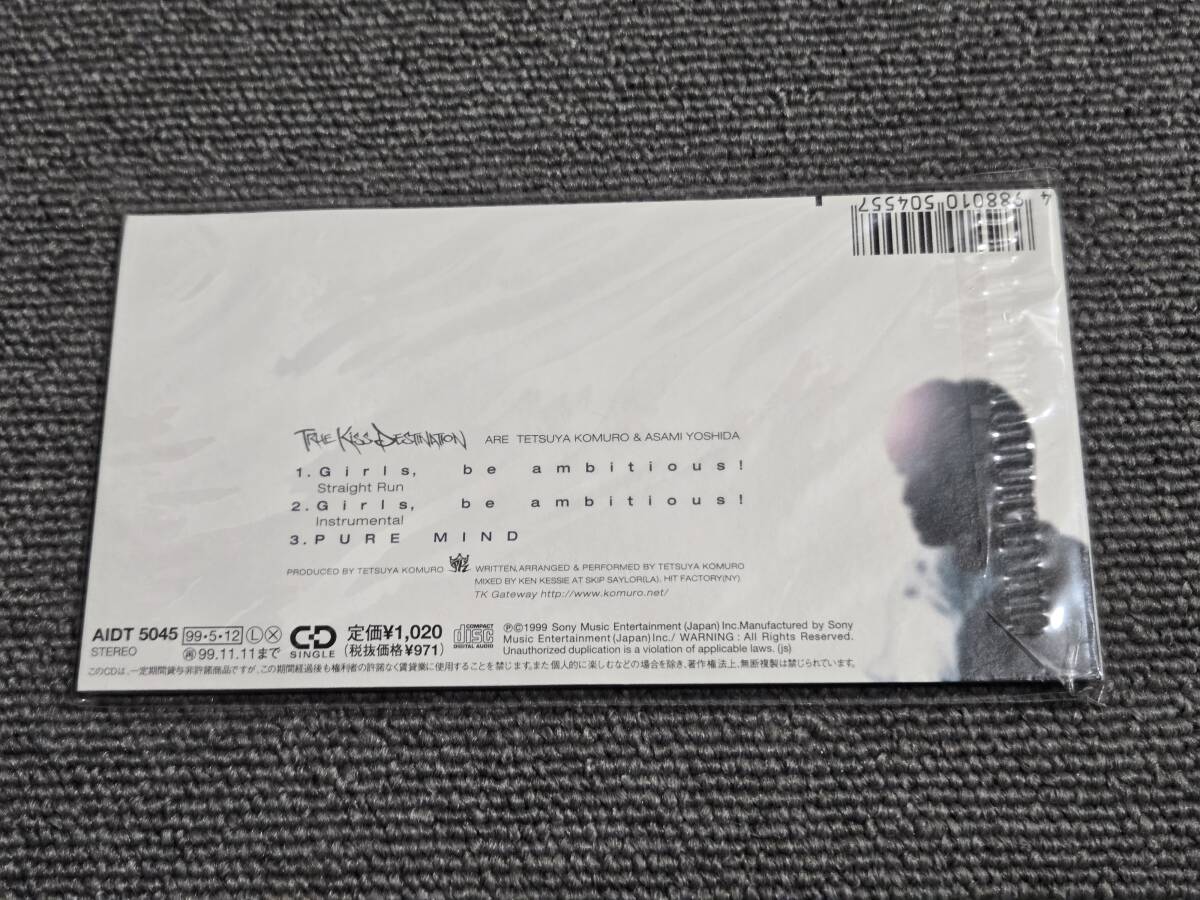 4 988010 504557
TRUE KISS DESTINATION ARE TETSUYA KOMURO & ASAMI YOSHIDA
1. Girls, be ambitious!
Straight Run
2. Girls, be ambitious!
Instrumental
3. PURE MIND
PRODUCED BY TETSUYA KOMURO WRITTEN,ARRANGED & PERFORMED BY TETSUYA KOMURO
MIXED BY KEN KESSIE AT SKIP SAYLOR(LA), HIT FACTORY(NY)
TK Gateway http://www.komuro.net/
AIDT 5045 99·5·12 L X
STEREO
再 99.11.11まで
CD SINGLE
定価¥1,020
(税抜価格¥971)
COMPACT disc DIGITAL AUDIO
Ⓟ©1999 Sony Music Entertainment (Japan) Inc.Manufactured by Sony
Music Entertainment (Japan) Inc./ WARNING : All Rights Reserved.
Unauthorized duplication is a violation of applicable laws. (js)
このCDは、一定期間貸与非許諾商品ですが、この期間経過後も権利者の許諾なく賃貸業に使用することを禁じます。また個人的に楽しむなどの場合を除き、著作権法上、無断複製は禁じられています。